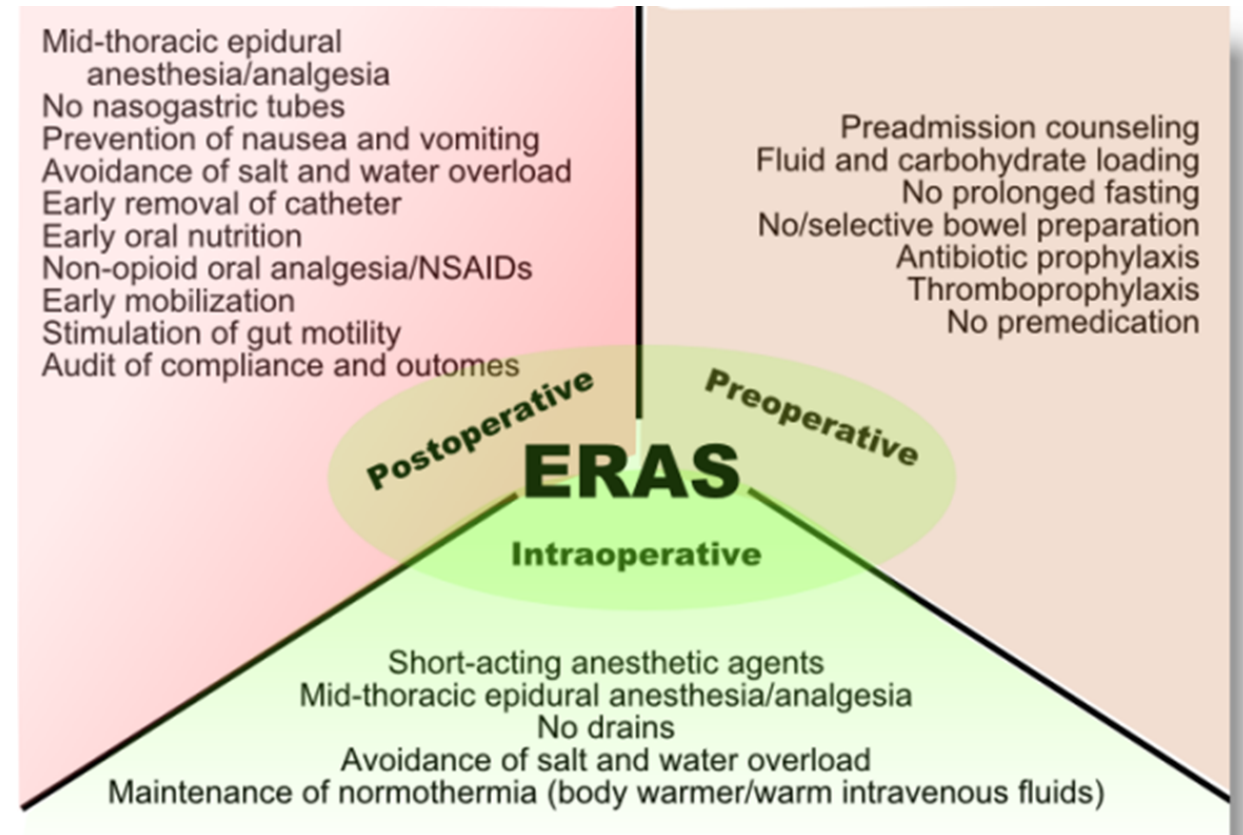 Mid-thoracic epidural
anesthesia/analgesia
No nasogastric tubes
Prevention of nausea and vomiting
Avoidance of salt and water overload
Early removal of catheter
Early oral nutrition
Non-opioid oral analgesia/NSAIDs
Early mobilization
Stimulation of gut motility
Audit of compliance and outomes
Preadmission counseling
Fluid and carbohydrate loading
No prolonged fasting
No/selective bowel preparation
Antibiotic prophylaxis
Thromboprophylaxis
No premedication
Postoperative
Preoperative
ERAS
Intraoperative
Short-acting anesthetic agents
Mid-thoracic epidural anesthesia/analgesia
No drains
Avoidance of salt and water overload
Maintenance of normothermia (body warmer/warm intravenous fluids)